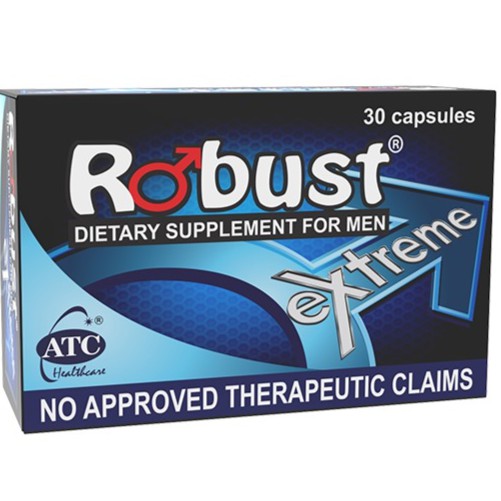 30 capsules
Robust®
DIETARY SUPPLEMENT FOR MEN
eXtreme
ATC®
Healthcare
NO APPROVED THERAPEUTIC CLAIMS